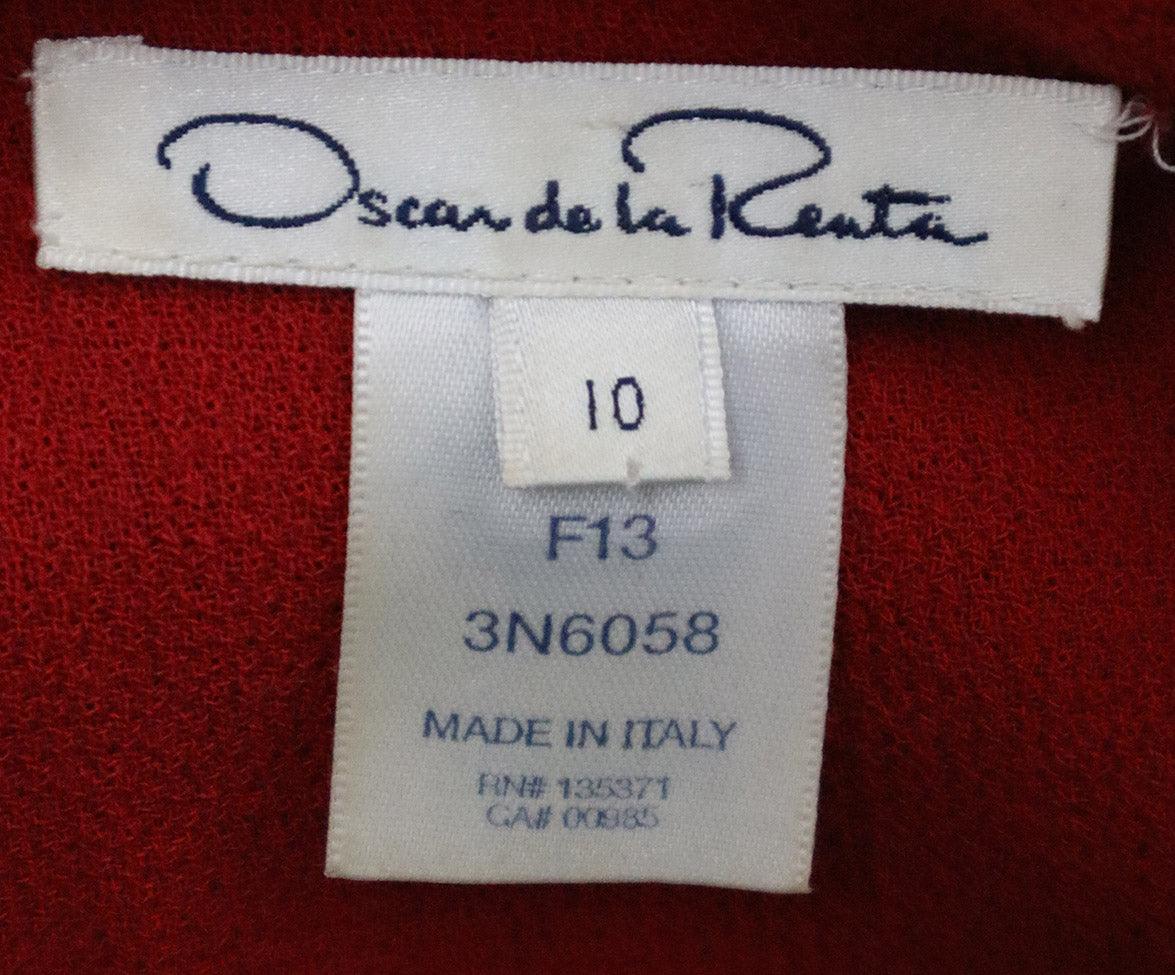 Oscar de la Renta
10
F13
3N6058
MADE IN ITALY
RN# 135371
CA# 00985